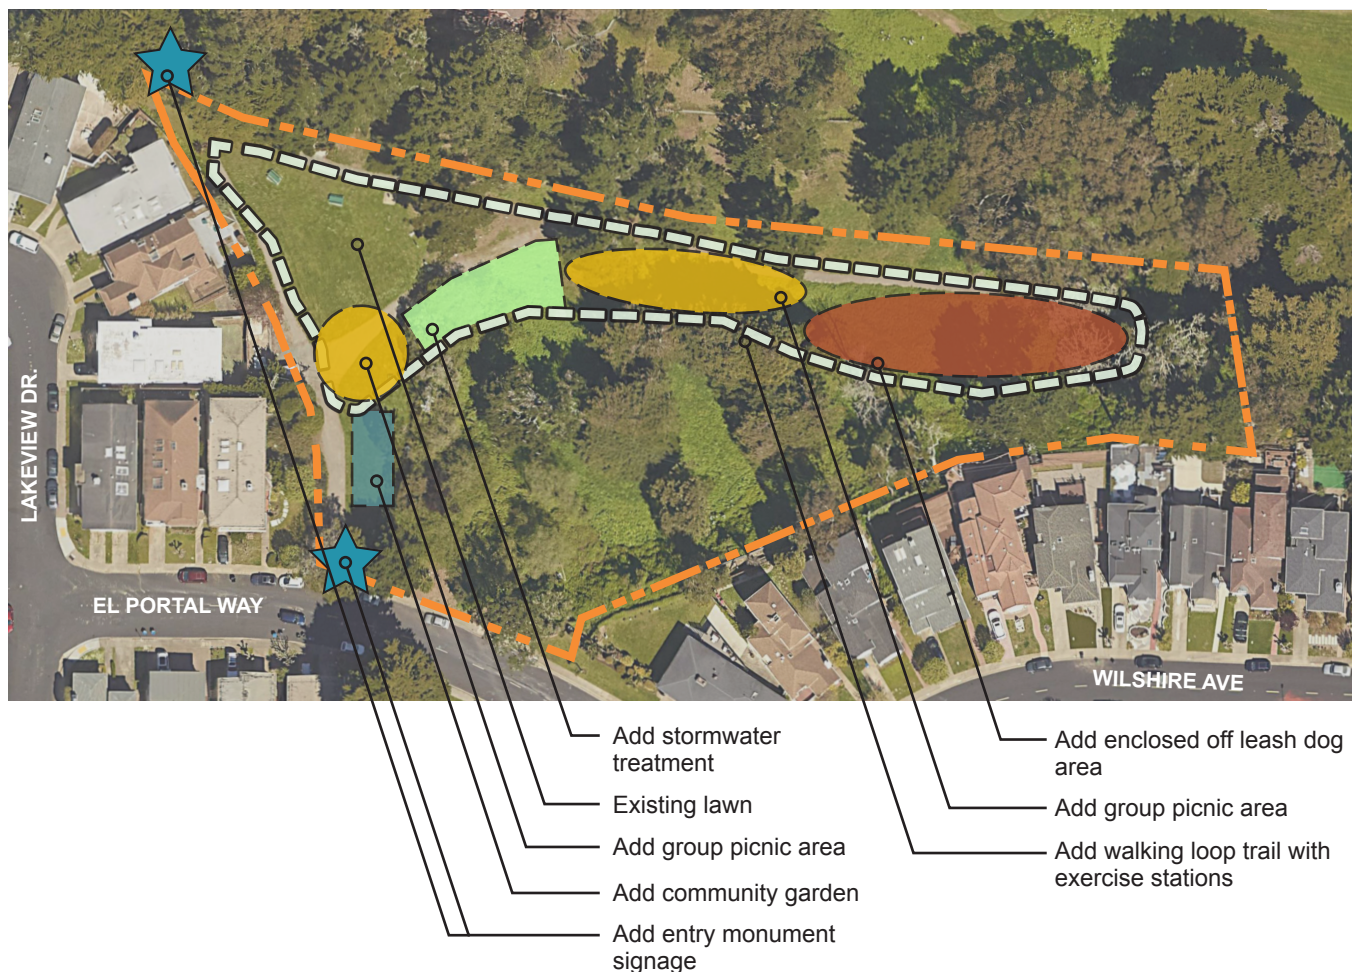 LAKEVIEW DR.
EL PORTAL WAY
WILSHIRE AVE
Add stormwater
treatment
Existing lawn
Add group picnic area
Add community garden
Add entry monument
signage
Add enclosed off leash dog
area
Add group picnic area
Add walking loop trail with
exercise stations